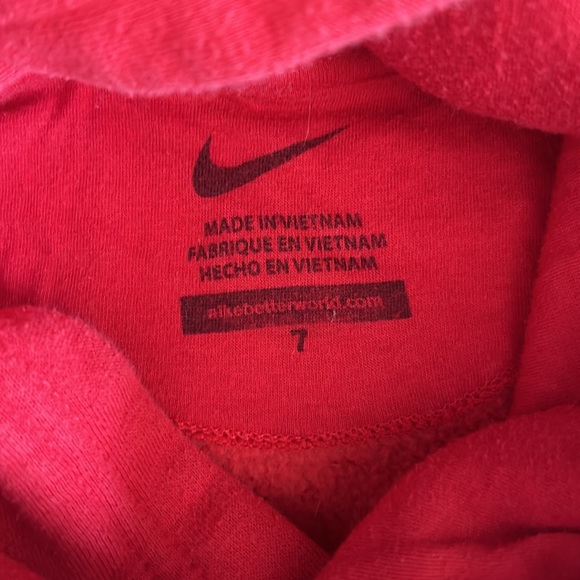 MADE IN VIETNAM
FABRIQUE EN VIETNAM
HECHO EN VIETNAM
nikebetterworld.com
7